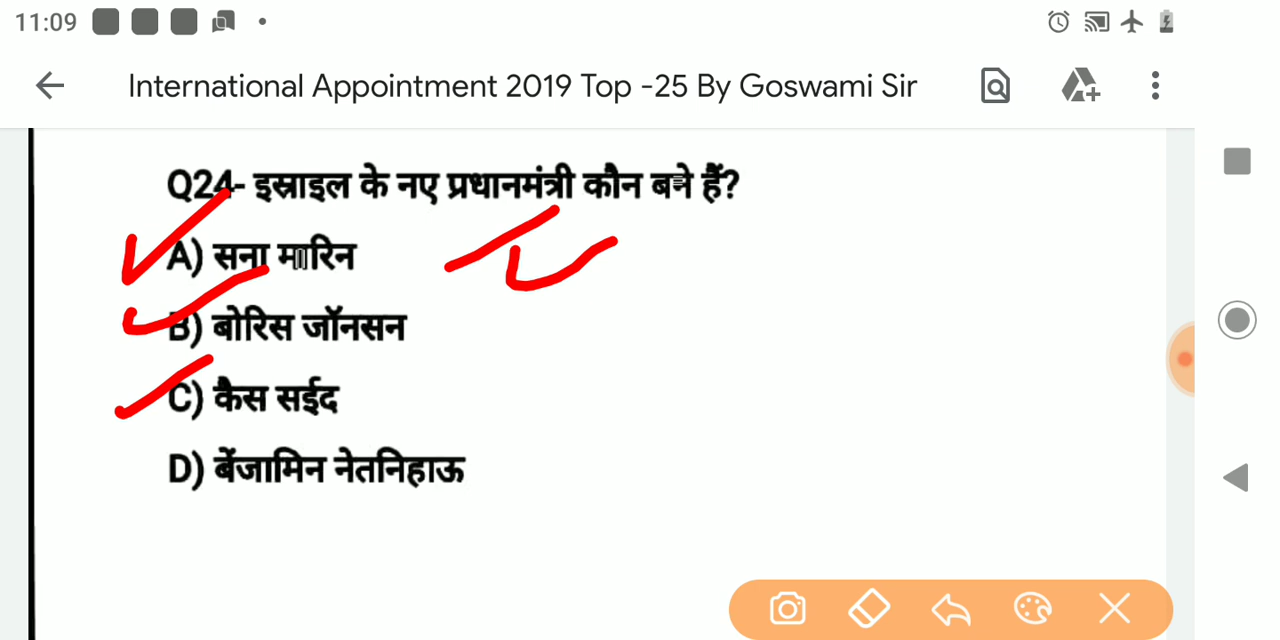 11:09
International Appointment 2019 Top -25 By Goswami Sir
Q24- इस्राइल के नए प्रधानमंत्री कौन बने हैं?
A) सना मारिन
B) बोरिस जॉनसन
C) कैस सईद
D) बेंजामिन नेतनिहाऊ